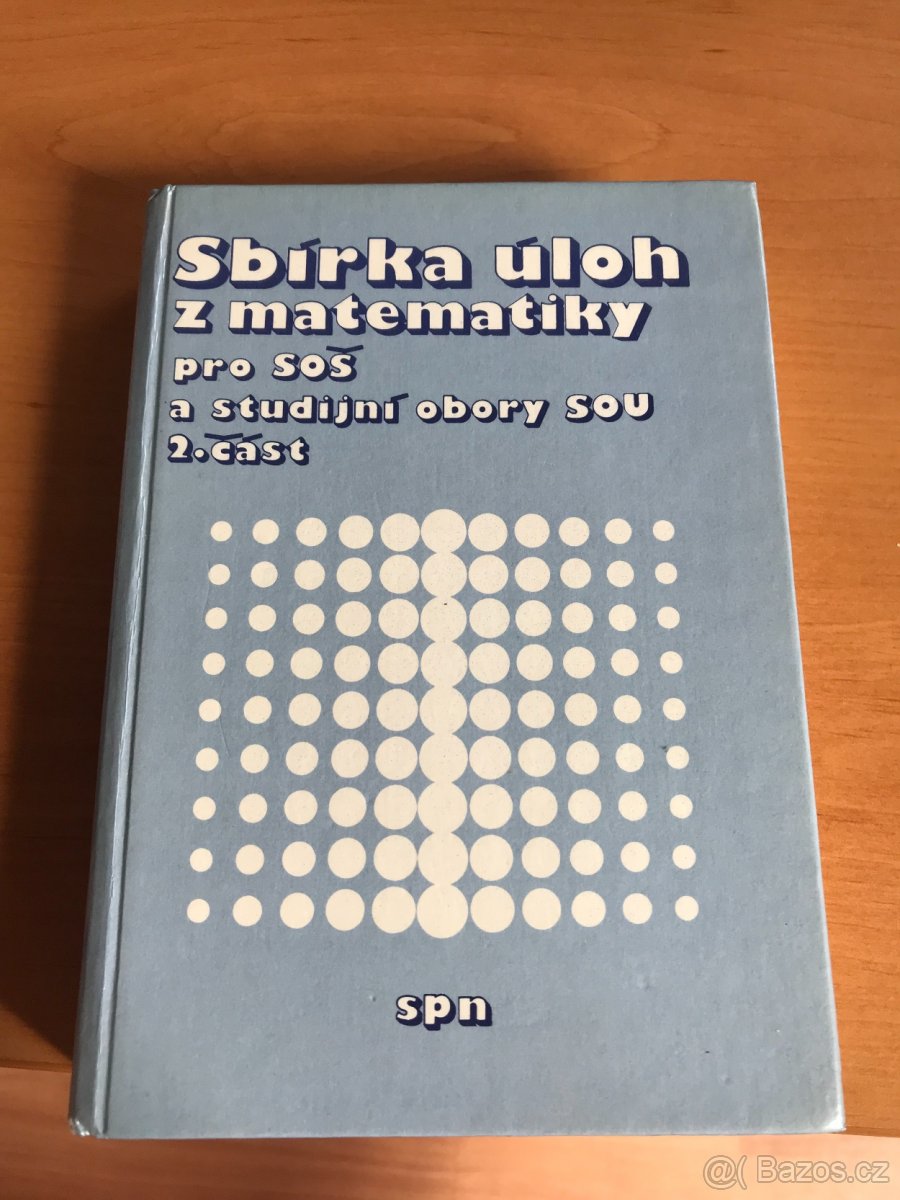 Sbírka úloh
z matematiky
pro SOŠ
a studijní obory SOU
2. část
spn
@( Bazos.cz